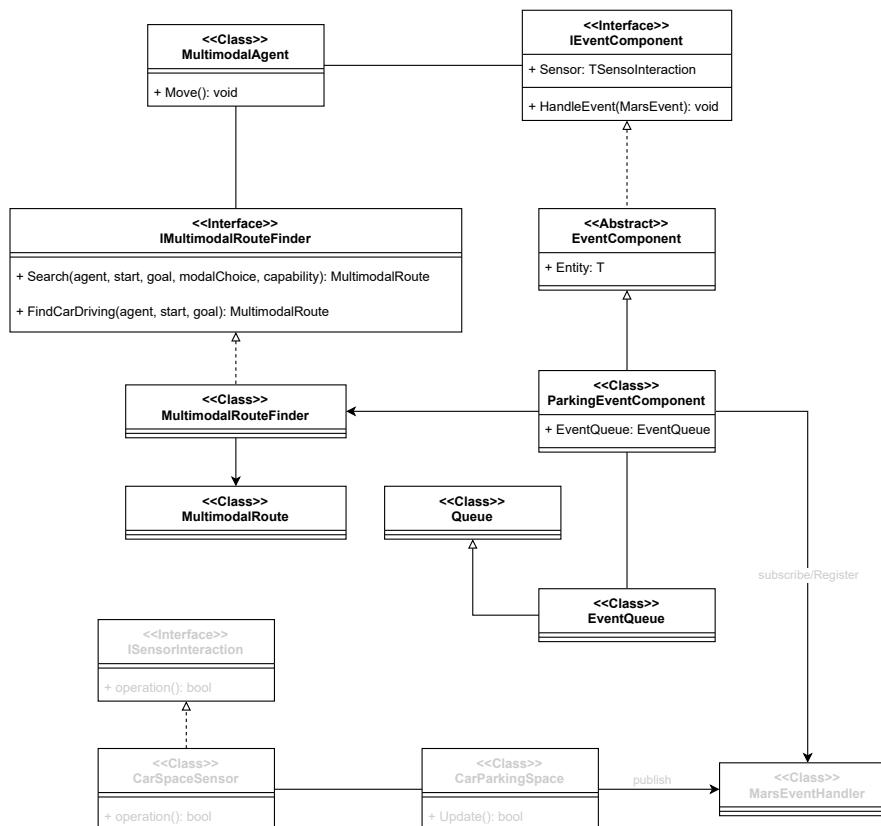 <<Class>>
MultimodalAgent
+ Move(): void
<<Interface>>
IEventComponent
+ Sensor: TSensoInteraction
+ HandleEvent(MarsEvent): void
<<Interface>>
IMultimodalRouteFinder
+ Search(agent, start, goal, modalChoice, capability): MultimodalRoute
+ FindCarDriving(agent, start, goal): MultimodalRoute
<<Abstract>>
EventComponent
+ Entity: T
<<Class>>
MultimodalRouteFinder
<<Class>>
ParkingEventComponent
+ EventQueue: EventQueue
<<Class>>
MultimodalRoute
<<Class>>
Queue
subscribe/Register
<<Class>>
EventQueue
<<Interface>>
ISensorInteraction
+ operation(): bool
<<Class>>
CarSpaceSensor
+ operation(): bool
<<Class>>
CarParkingSpace
+ Update(): bool
publish
<<Class>>
MarsEventHandler